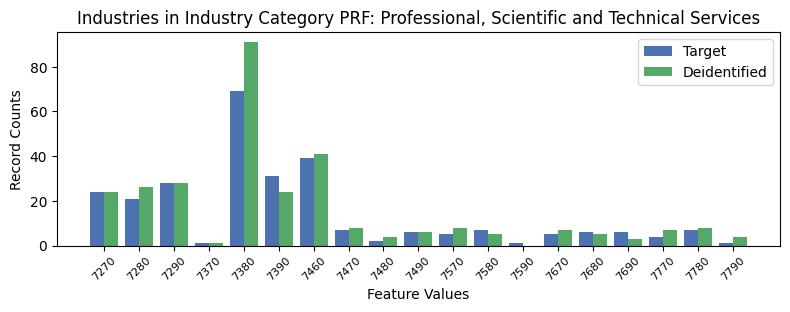 Industries in Industry Category PRF: Professional, Scientific and Technical Services
Target
Deidentified
Record Counts
80
60
40
20
0
7270 7280 7290 7370 7380 7390 7460 7470 7480 7490 7570 7580 7590 7670 7680 7690 7770 7780 7790
Feature Values